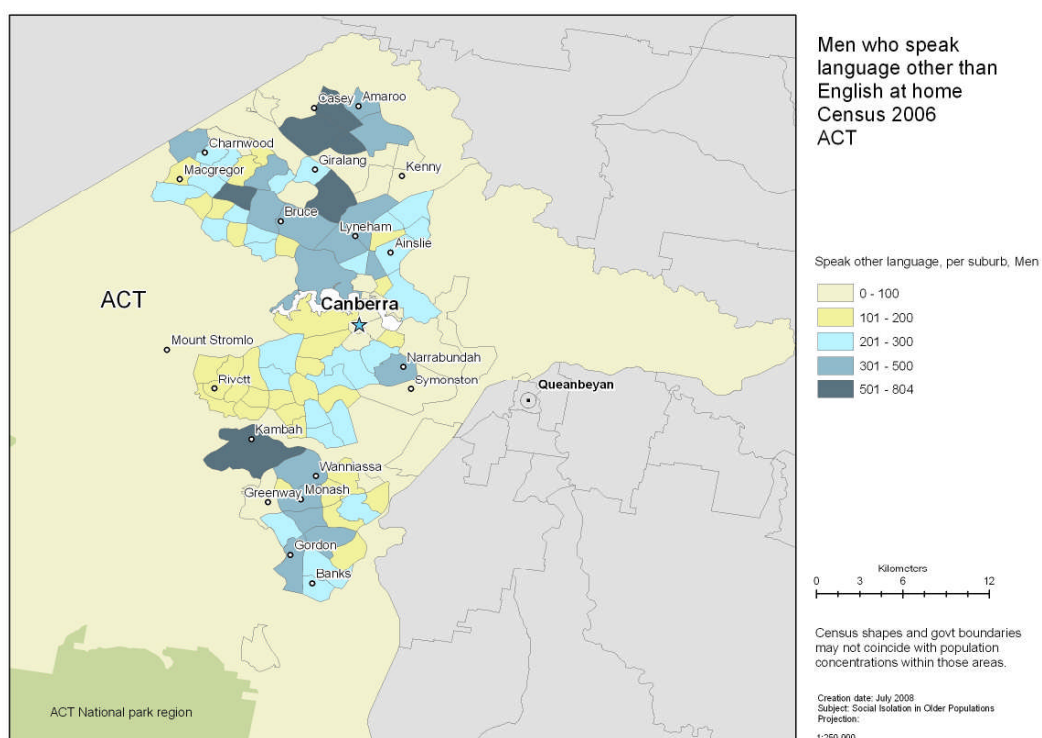 Men who speak
language other than
English at home
Census 2006
ACT
Casey
Amaroo
Charnwood
Giralang
Macgregor
Kenny
Bruce
Lyneham
Ainslie
ACT
Canberra
Mount Stromlo
Narrabundah
Rivett
Symonston
Queanbeyan
Kambah
Wanniassa
Greenway
Monash
Gordon
Banks
ACT National park region
Speak other language, per suburb, Men
0 - 100
101 - 200
201 - 300
301 - 500
501 - 804
Kilometers
0 3 6 12
Census shapes and govt boundaries
may not coincide with population
concentrations within those areas.
Creation date: July 2008
Subject: Social Isolation in Older Populations
Projection:
1:250,000